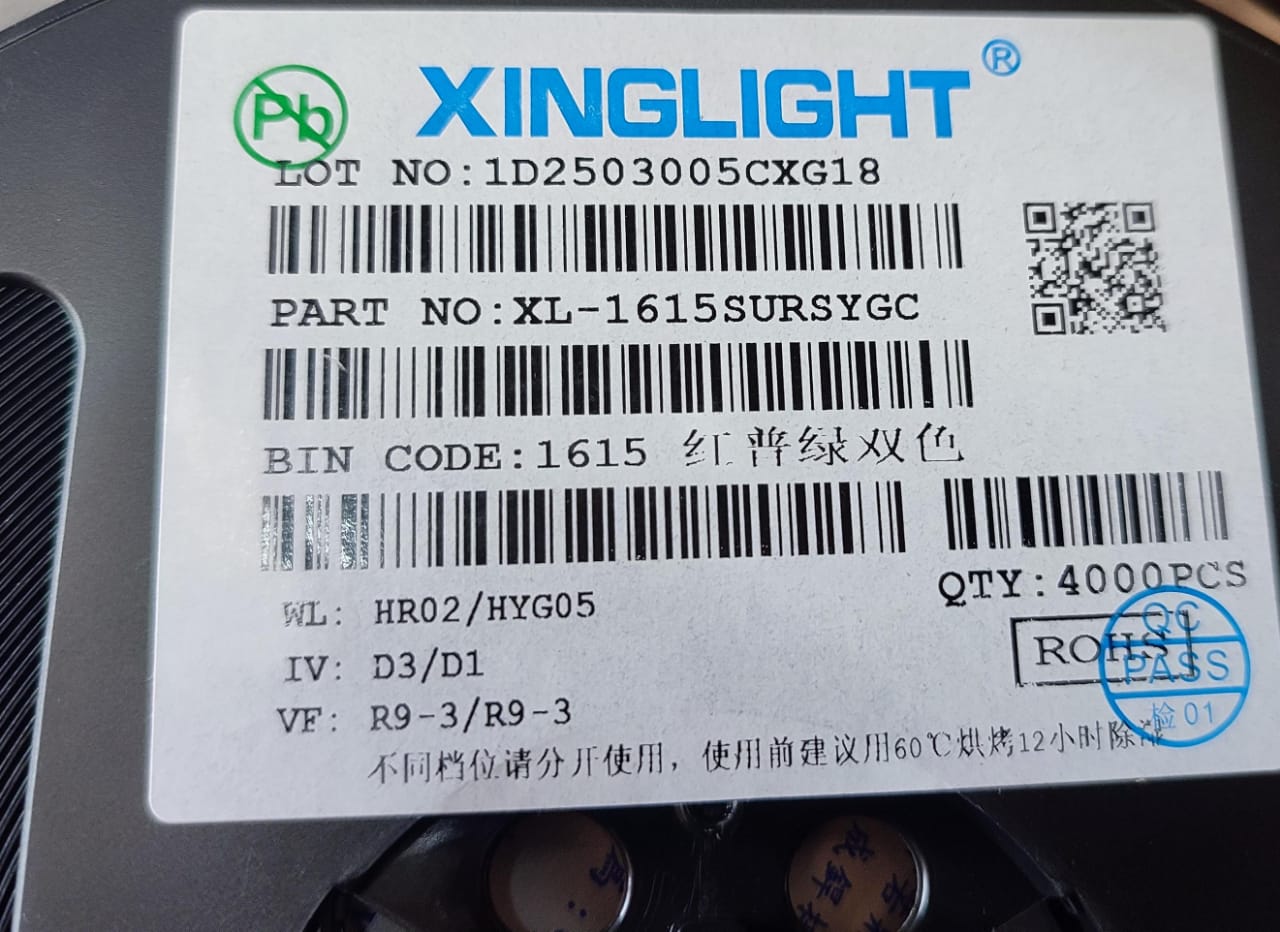 Pb
XINGLIGHT®
LOT NO:1D2503005CXG18
PART NO:XL-1615SURSYGC
BIN CODE:1615 红普绿双色
QTY:4000PCS
WL: HR02/HYG05
IV: D3/D1
VF: R9-3/R9-3
ROHS
QC
PASS
检01
不同档位请分开使用，使用前建议用60℃烘烤12小时除湿